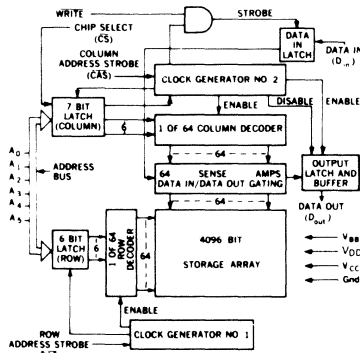 WRITE
STROBE
CHIP SELECT
(CS)
DATA
IN
LATCH
DATA IN
(Din)
COLUMN
ADDRESS STROBE
(CAS)
CLOCK GENERATOR NO 2
ENABLE
DISABLE
ENABLE
7 BIT
LATCH
(COLUMN)
6
1 OF 64 COLUMN DECODER
64
64 SENSE AMPS
DATA IN/DATA OUT GATING
64
OUTPUT
LATCH AND
BUFFER
DATA OUT
(Dout)
A0
A1
A2
A3
A4
A5
ADDRESS
BUS
6 BIT
LATCH
(ROW)
6
1 OF 64
ROW
DECODER
64
4096 BIT
STORAGE ARRAY
VBB
VDD
VCC
Gnd
ENABLE
ROW
ADDRESS STROBE
CLOCK GENERATOR NO 1